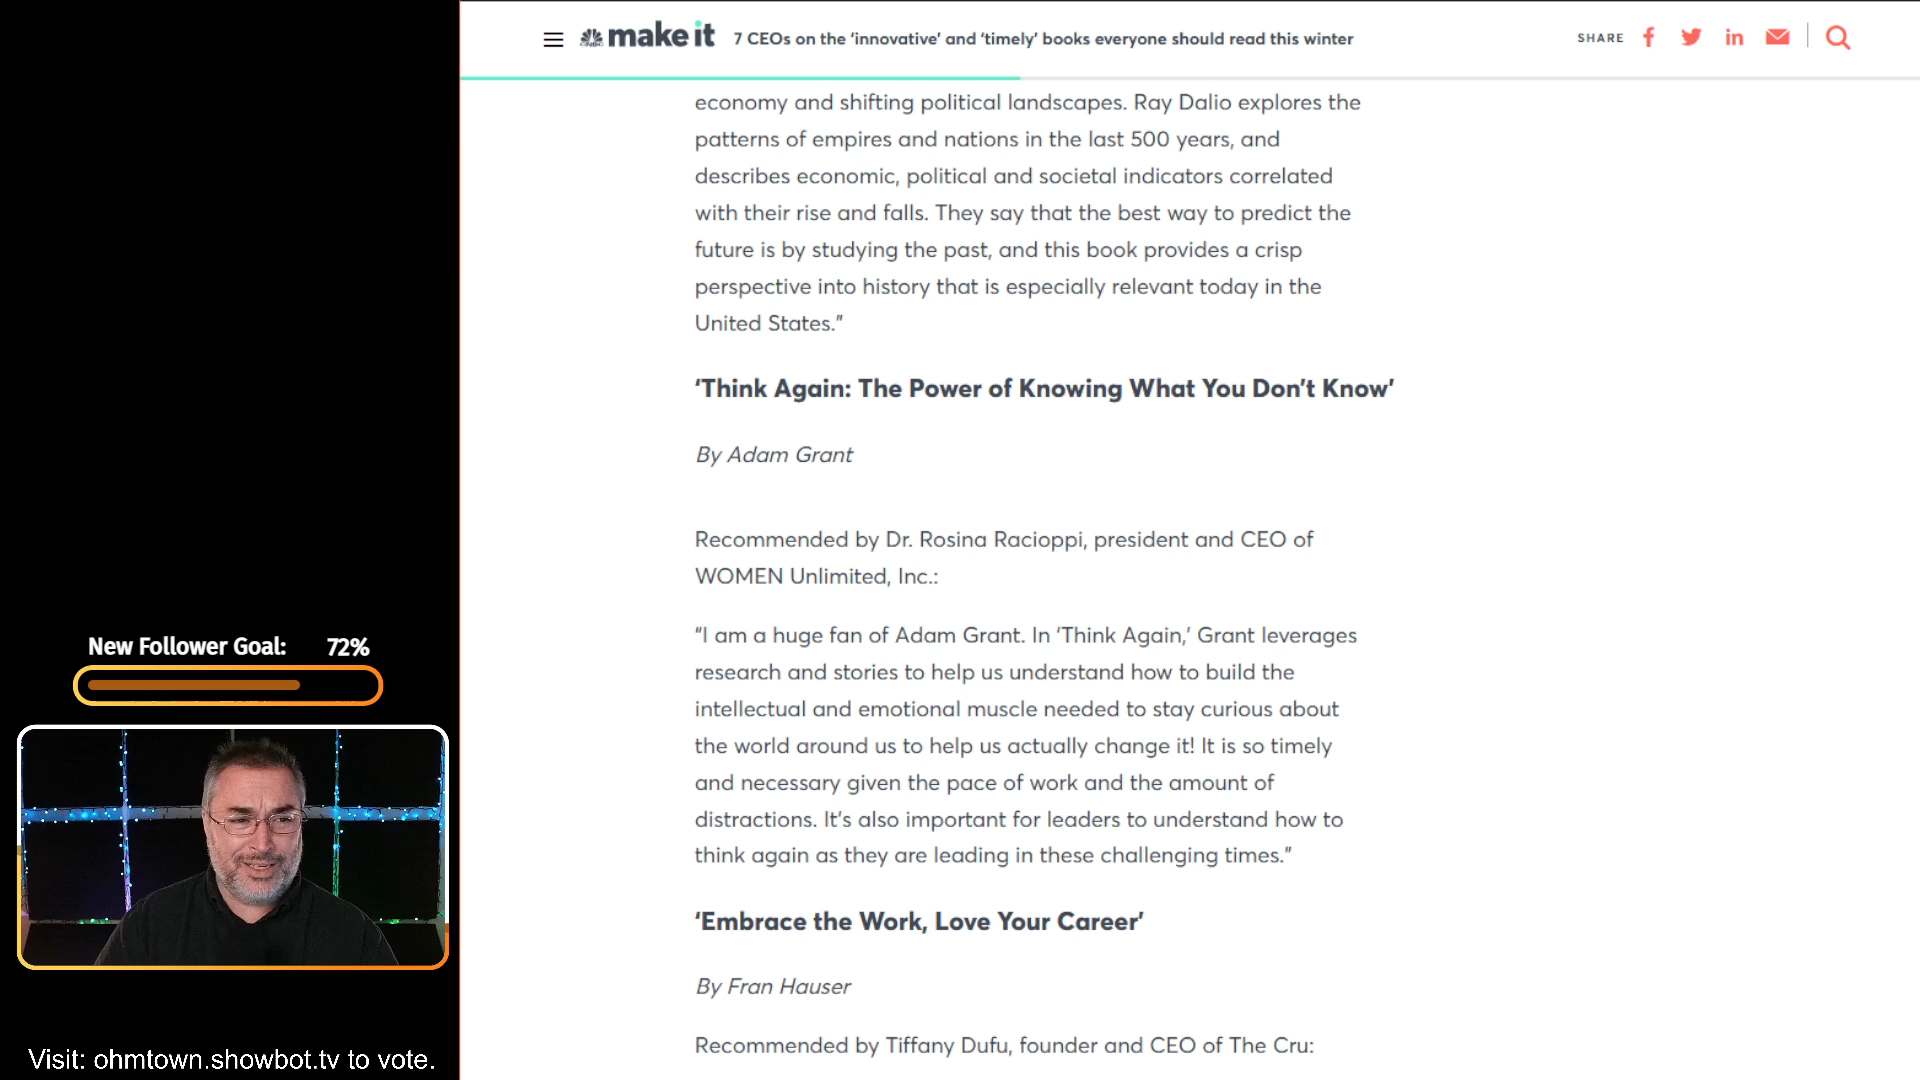 make it
7 CEOs on the ‘innovative’ and ‘timely’ books everyone should read this winter
SHARE
economy and shifting political landscapes. Ray Dalio explores the
patterns of empires and nations in the last 500 years, and
describes economic, political and societal indicators correlated
with their rise and falls. They say that the best way to predict the
future is by studying the past, and this book provides a crisp
perspective into history that is especially relevant today in the
United States.”
‘Think Again: The Power of Knowing What You Don’t Know’
By Adam Grant
Recommended by Dr. Rosina Racioppi, president and CEO of
WOMEN Unlimited, Inc.:
“I am a huge fan of Adam Grant. In ‘Think Again,’ Grant leverages
research and stories to help us understand how to build the
intellectual and emotional muscle needed to stay curious about
the world around us to help us actually change it! It is so timely
and necessary given the pace of work and the amount of
distractions. It’s also important for leaders to understand how to
think again as they are leading in these challenging times.”
‘Embrace the Work, Love Your Career’
By Fran Hauser
Recommended by Tiffany Dufu, founder and CEO of The Cru:
New Follower Goal: 72%
Visit: ohmtown.showbot.tv to vote.